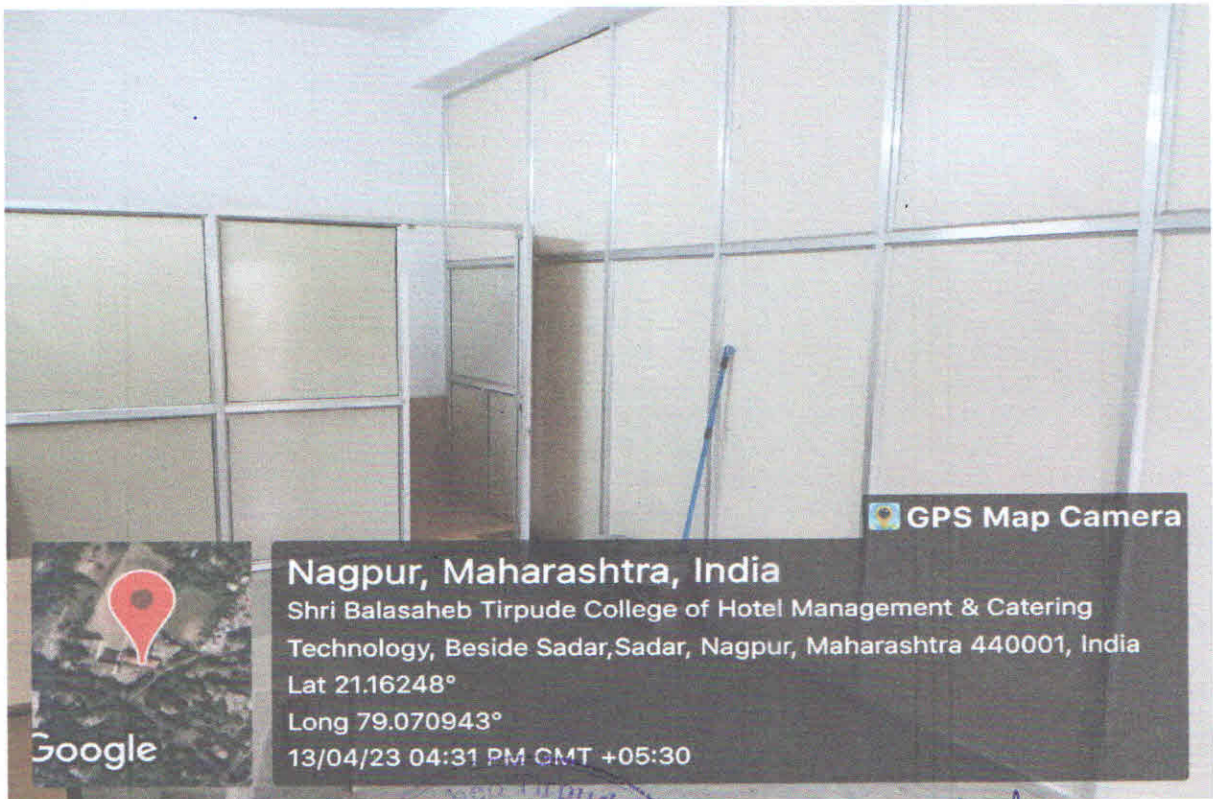 GPS Map Camera
Nagpur, Maharashtra, India
Shri Balasaheb Tirpude College of Hotel Management & Catering
Technology, Beside Sadar,Sadar, Nagpur, Maharashtra 440001, India
Lat 21.16248°
Long 79.070943°
13/04/23 04:31 PM GMT +05:30
Google